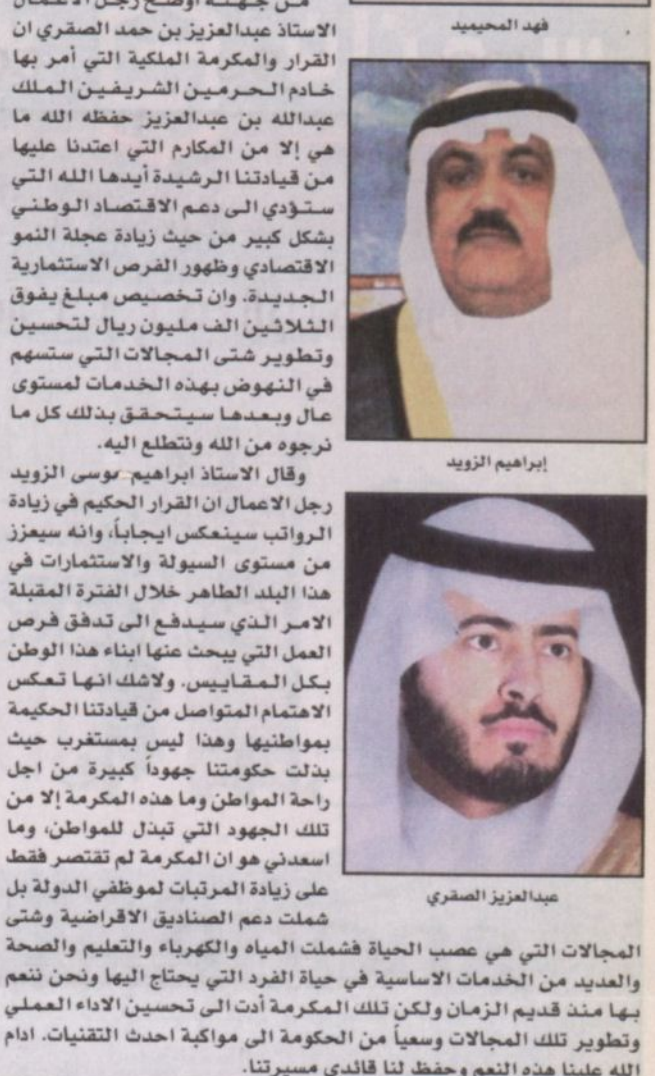 من جهته أوضح رجل الاعمال
الاستاذ عبدالعزيز بن حمد الصقري ان
القرار والمكرمة الملكية التي أمر بها
خادم الحرمين الشريفين الملك
عبدالله بن عبدالعزيز حفظه الله ما
هي إلا من المكارم التي اعتدنا عليها
من قيادتنا الرشيدة أيدها الله التي
ستؤدي الى دعم الاقتصاد الوطني
بشكل كبير من حيث زيادة عجلة النمو
الاقتصادي وظهور الفرص الاستثمارية
الجديدة. وان تخصيص مبلغ يفوق
الثلاثين الف مليون ريال لتحسين
وتطوير شتى المجالات التي ستسهم
في النهوض بهذه الخدمات لمستوى
عال وبعدها سيتحقق بذلك كل ما
نرجوه من الله ونتطلع اليه.
وقال الاستاذ ابراهيم موسى الزويد
رجل الاعمال ان القرار الحكيم في زيادة
الرواتب سينعكس ايجاباً، وانه سيعزز
من مستوى السيولة والاستثمارات في
هذا البلد الطاهر خلال الفترة المقبلة
الامر الذي سيدفع الى تدفق فرص
العمل التي يبحث عنها ابناء هذا الوطن
بكل المقاييس. ولاشك انها تعكس
الاهتمام المتواصل من قيادتنا الحكيمة
بمواطنيها وهذا ليس بمستغرب حيث
بذلت حكومتنا جهوداً كبيرة من اجل
راحة المواطن وما هذه المكرمة إلا من
تلك الجهود التي تبذل للمواطن، وما
اسعدني هو ان المكرمة لم تقتصر فقط
على زيادة المرتبات لموظفي الدولة بل
شملت دعم الصناديق الاقراضية وشتى
المجالات التي هي عصب الحياة فشملت المياه والكهرباء والتعليم والصحة
والعديد من الخدمات الاساسية في حياة الفرد التي يحتاج اليها ونحن ننعم
بها منذ قديم الزمان ولكن تلك المكرمة أدت الى تحسين الاداء العملي
وتطوير تلك المجالات وسعياً من الحكومة الى مواكبة احدث التقنيات. ادام
الله علينا هذه النعم وحفظ لنا قائدي مسيرتنا.
فهد المحيميد
إبراهيم الزويد
عبدالعزيز الصقري